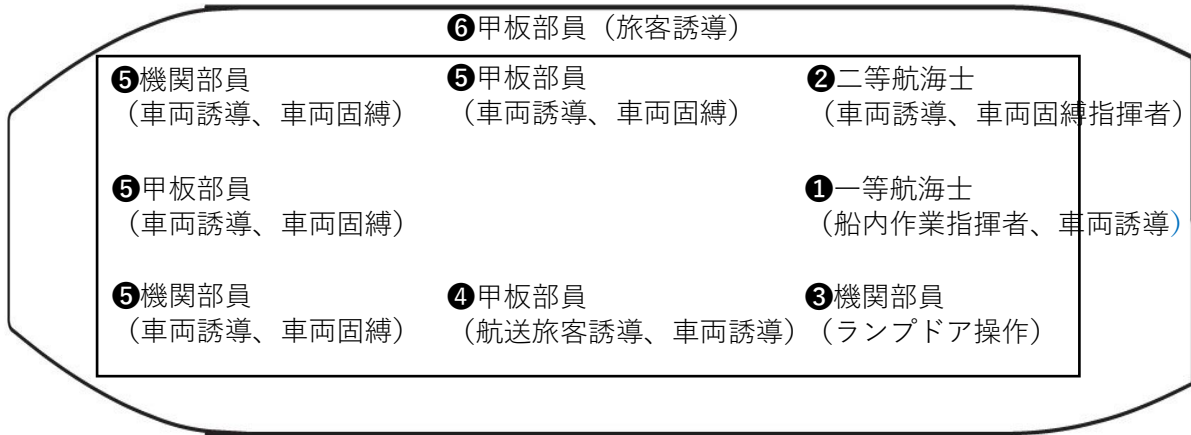 ❻甲板部員（旅客誘導）
❺機関部員
（車両誘導、車両固縛）
❺甲板部員
（車両誘導、車両固縛）
❷二等航海士
（車両誘導、車両固縛指揮者）
❺甲板部員
（車両誘導、車両固縛）
❶一等航海士
（船内作業指揮者、車両誘導）
❺機関部員
（車両誘導、車両固縛）
❹甲板部員
（航送旅客誘導、車両誘導）
❸機関部員
（ランプドア操作）